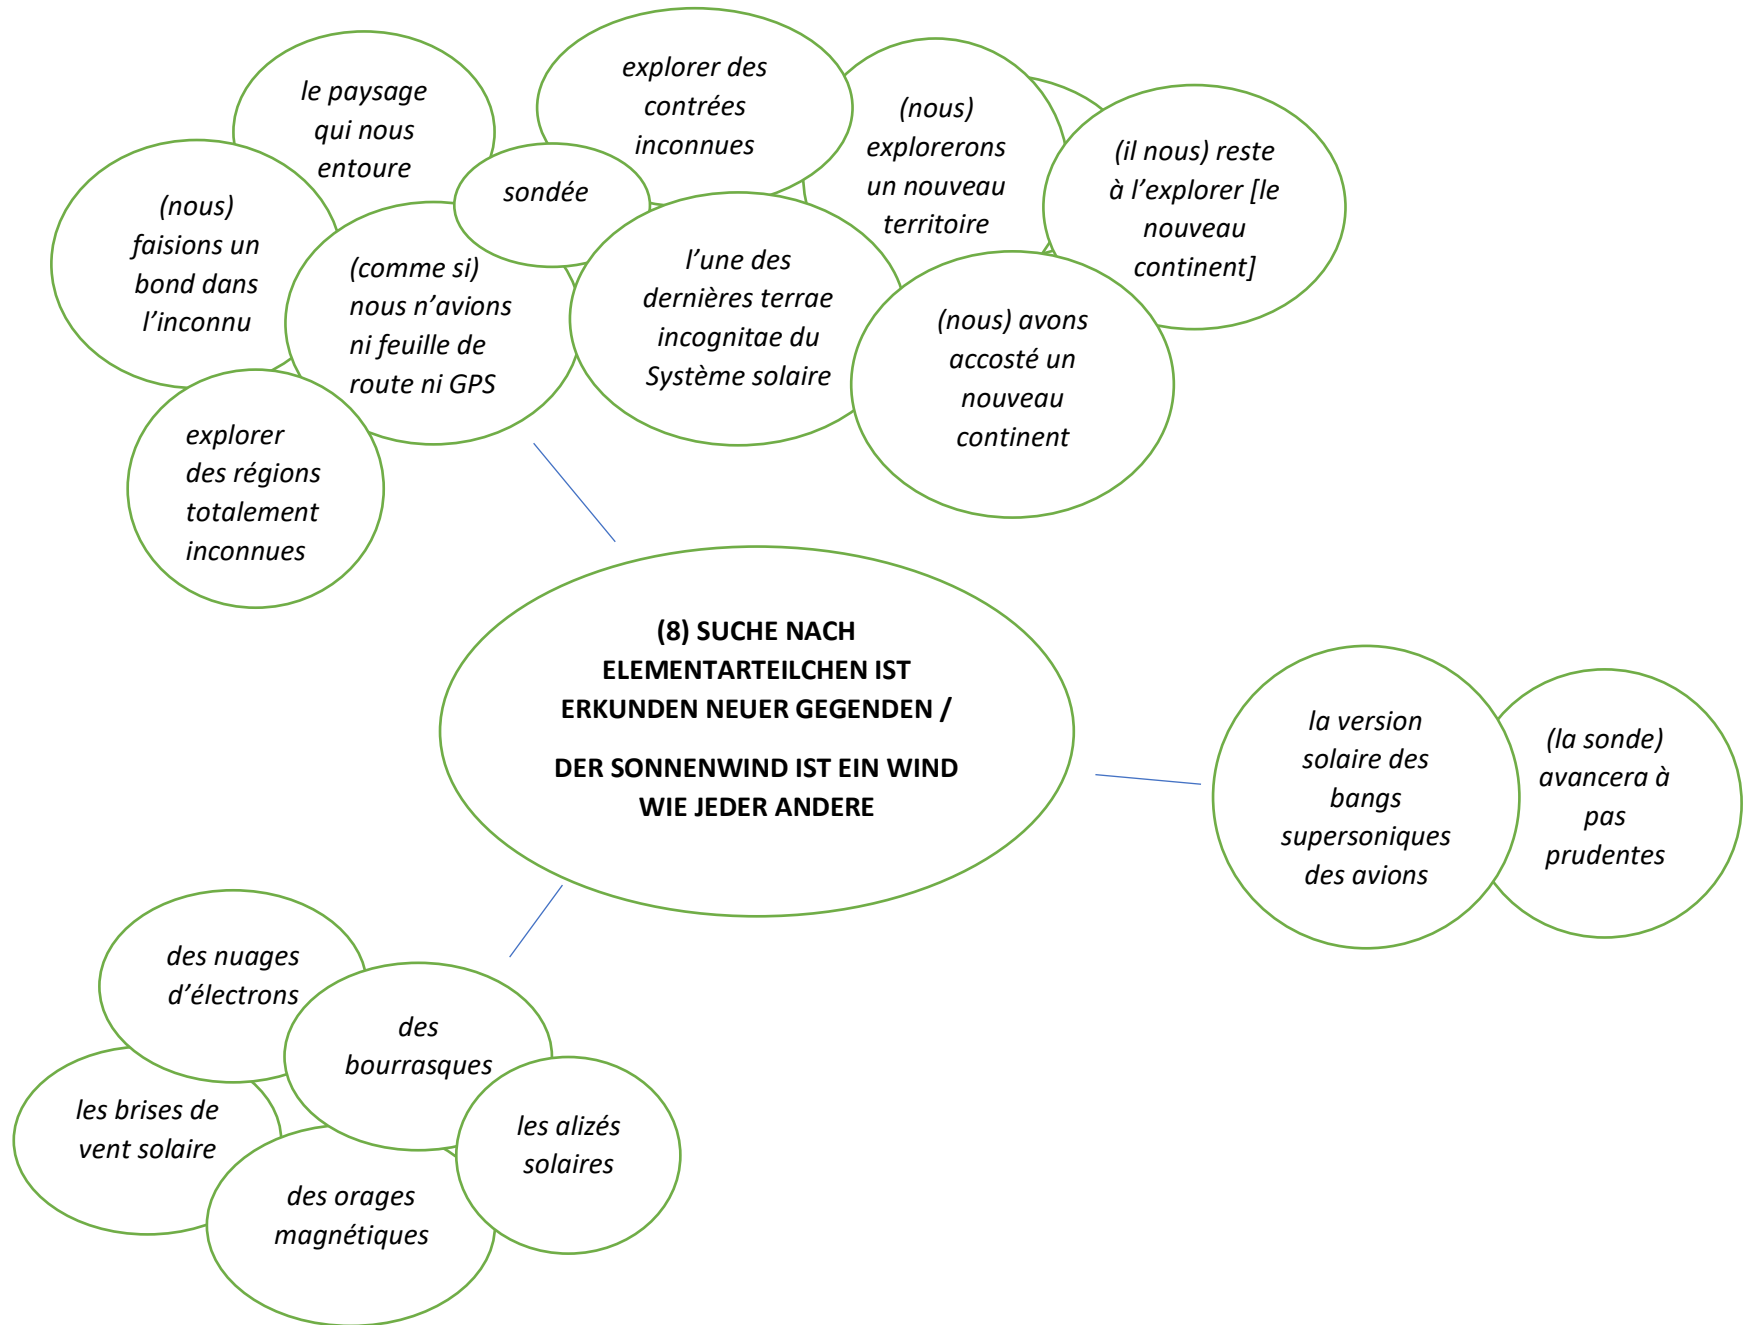 le paysage
qui nous
entoure
explorer des
contrées
inconnues
(nous)
explorerons
un nouveau
territoire
(il nous) reste
à l’explorer [le
nouveau
continent]
(nous)
faisions un
bond dans
l’inconnu
sondée
(comme si)
nous n’avions
ni feuille de
route ni GPS
l’une des
dernières terrae
incognitae du
Système solaire
(nous) avons
accosté un
nouveau
continent
explorer
des régions
totalement
inconnues
(8) SUCHE NACH
ELEMENTARTEILCHEN IST
ERKUNDEN NEUER GEGENDEN /
DER SONNENWIND IST EIN WIND
WIE JEDER ANDERE
la version
solaire des
bangs
supersoniques
des avions
(la sonde)
avancera à
pas
prudentes
des nuages
d’électrons
des
bourrasques
les brises de
vent solaire
les alizés
solaires
des orages
magnétiques